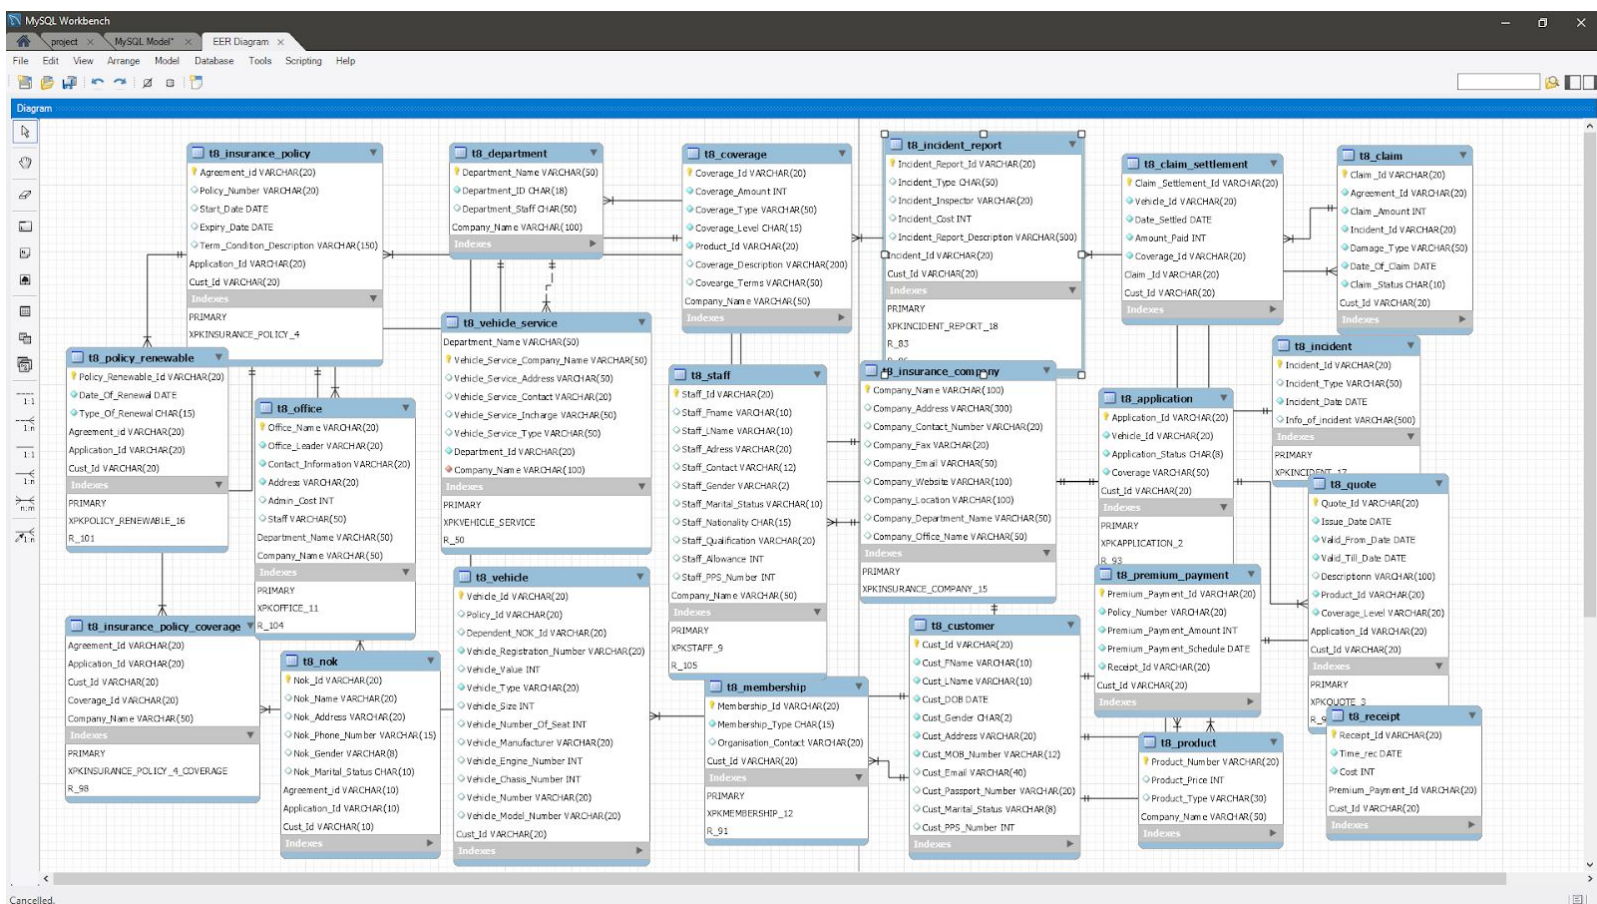 MySQL Workbench
project
MySQL Model*
EER Diagram
File Edit View Arrange Model Database Tools Scripting Help
Diagram
1:1
1:n
1:1
1:n
n:m
1:n
t8_insurance_policy
Agreement_id VARCHAR(20)
Policy_Number VARCHAR(20)
Start_Date DATE
Expiry_Date DATE
Term_Condition_Description VARCHAR(150)
Application_Id VARCHAR(20)
Cust_Id VARCHAR(20)
Indexes
PRIMARY
XPKINSURANCE_POLICY_4
t8_department
Department_Name VARCHAR(50)
Department_ID CHAR(18)
Department_Staff CHAR(50)
Company_Name VARCHAR(100)
Indexes
t8_coverage
Coverage_Id VARCHAR(20)
Coverage_Amount INT
Coverage_Type VARCHAR(50)
Coverage_Level CHAR(15)
Product_Id VARCHAR(20)
Coverage_Description VARCHAR(200)
Covearge_Terms VARCHAR(50)
Company_Name VARCHAR(50)
Indexes
t8_incident_report
Incident_Report_Id VARCHAR(20)
Incident_Type CHAR(50)
Incident_Inspector VARCHAR(20)
Incident_Cost INT
Incident_Report_Description VARCHAR(500)
Incident_Id VARCHAR(20)
Cust_Id VARCHAR(20)
Indexes
PRIMARY
XPKINCIDENT_REPORT_18
R_83
t8_claim_settlement
Claim_Settlement_Id VARCHAR(20)
Vehicle_Id VARCHAR(20)
Date_Settled DATE
Amount_Paid INT
Coverage_Id VARCHAR(20)
Claim_Id VARCHAR(20)
Cust_Id VARCHAR(20)
Indexes
t8_claim
Claim_Id VARCHAR(20)
Agreement_Id VARCHAR(20)
Claim_Amount INT
Incident_Id VARCHAR(20)
Damage_Type VARCHAR(50)
Date_Of_Claim DATE
Claim_Status CHAR(10)
Cust_Id VARCHAR(20)
Indexes
t8_policy_renewable
Policy_Renewable_Id VARCHAR(20)
Date_Of_Renewal DATE
Type_Of_Renewal CHAR(15)
Agreement_id VARCHAR(20)
Application_Id VARCHAR(20)
Cust_Id VARCHAR(20)
Indexes
PRIMARY
XPKPOLICY_RENEWABLE_16
R_101
t8_office
Office_Name VARCHAR(20)
Office_Leader VARCHAR(20)
Contact_Information VARCHAR(20)
Address VARCHAR(20)
Admin_Cost INT
Staff VARCHAR(50)
Department_Name VARCHAR(50)
Company_Name VARCHAR(50)
Indexes
PRIMARY
XPKOFFICE_11
R_104
t8_vehicle_service
Department_Name VARCHAR(50)
Vehicle_Service_Company_Name VARCHAR(50)
Vehicle_Service_Address VARCHAR(50)
Vehicle_Service_Contact VARCHAR(20)
Vehicle_Service_Incharge VARCHAR(50)
Vehicle_Service_Type VARCHAR(50)
Department_Id VARCHAR(20)
Company_Name VARCHAR(100)
Indexes
PRIMARY
XPKVEHICLE_SERVICE
R_50
t8_staff
Staff_Id VARCHAR(20)
Staff_Fname VARCHAR(10)
Staff_LName VARCHAR(10)
Staff_Adress VARCHAR(20)
Staff_Contact VARCHAR(12)
Staff_Gender VARCHAR(2)
Staff_Marital_Status VARCHAR(10)
Staff_Nationality CHAR(15)
Staff_Qualification VARCHAR(20)
Staff_Allowance INT
Staff_PPS_Number INT
Company_Name VARCHAR(50)
Indexes
PRIMARY
XPKSTAFF_9
R_105
t8_insurance_company
Company_Name VARCHAR(100)
Company_Address VARCHAR(300)
Company_Contact_Number VARCHAR(20)
Company_Fax VARCHAR(20)
Company_Email VARCHAR(50)
Company_Website VARCHAR(100)
Company_Location VARCHAR(100)
Company_Department_Name VARCHAR(50)
Company_Office_Name VARCHAR(50)
Indexes
PRIMARY
XPKINSURANCE_COMPANY_15
t8_application
Application_Id VARCHAR(20)
Vehicle_Id VARCHAR(20)
Application_Status CHAR(8)
Coverage VARCHAR(50)
Cust_Id VARCHAR(20)
Indexes
PRIMARY
XPKAPPLICATION_2
R_93
t8_incident
Incident_Id VARCHAR(20)
Incident_Type VARCHAR(50)
Incident_Date DATE
Info_of_incident VARCHAR(500)
Indexes
PRIMARY
XPKINCIDENT_17
t8_quote
Quote_Id VARCHAR(20)
Issue_Date DATE
Valid_From_Date DATE
Valid_Till_Date DATE
Descriptionn VARCHAR(100)
Product_Id VARCHAR(20)
Coverage_Level VARCHAR(20)
Application_Id VARCHAR(20)
Cust_Id VARCHAR(20)
Indexes
PRIMARY
XPKQUOTE_3
t8_insurance_policy_coverage
Agreement_id VARCHAR(20)
Application_Id VARCHAR(20)
Cust_Id VARCHAR(20)
Coverage_Id VARCHAR(20)
Company_Name VARCHAR(50)
Indexes
PRIMARY
XPKINSURANCE_POLICY_4_COVERAGE
R_98
t8_nok
Nok_Id VARCHAR(20)
Nok_Name VARCHAR(20)
Nok_Address VARCHAR(20)
Nok_Phone_Number VARCHAR(15)
Nok_Gender VARCHAR(8)
Nok_Marital_Status CHAR(10)
Agreement_id VARCHAR(10)
Application_Id VARCHAR(10)
Cust_Id VARCHAR(10)
Indexes
t8_vehicle
Vehicle_Id VARCHAR(20)
Policy_Id VARCHAR(20)
Dependent_NOK_Id VARCHAR(20)
Vehicle_Registration_Number VARCHAR(20)
Vehicle_Value INT
Vehicle_Type VARCHAR(20)
Vehicle_Size INT
Vehicle_Number_Of_Seat INT
Vehicle_Manufacturer VARCHAR(20)
Vehicle_Engine_Number INT
Vehicle_Chasis_Number INT
Vehicle_Number VARCHAR(20)
Vehicle_Model_Number VARCHAR(20)
Cust_Id VARCHAR(20)
Indexes
t8_membership
Membership_Id VARCHAR(20)
Membership_Type CHAR(15)
Organisation_Contact VARCHAR(20)
Cust_Id VARCHAR(20)
Indexes
PRIMARY
XPKMEMBERSHIP_12
R_91
t8_customer
Cust_Id VARCHAR(20)
Cust_FName VARCHAR(10)
Cust_LName VARCHAR(10)
Cust_DOB DATE
Cust_Gender CHAR(2)
Cust_Address VARCHAR(20)
Cust_MOB_Number VARCHAR(12)
Cust_Email VARCHAR(40)
Cust_Passport_Number VARCHAR(20)
Cust_Marital_Status VARCHAR(8)
Cust_PPS_Number INT
Indexes
t8_premium_payment
Premium_Payment_Id VARCHAR(20)
Policy_Number VARCHAR(20)
Premium_Payment_Amount INT
Premium_Payment_Schedule DATE
Receipt_Id VARCHAR(20)
Cust_Id VARCHAR(20)
Indexes
t8_product
Product_Number VARCHAR(20)
Product_Price INT
Product_Type VARCHAR(30)
Company_Name VARCHAR(50)
Indexes
t8_receipt
Receipt_Id VARCHAR(20)
Time_rec DATE
Cost INT
Premium_Payment_Id VARCHAR(20)
Cust_Id VARCHAR(20)
Indexes
Cancelled.